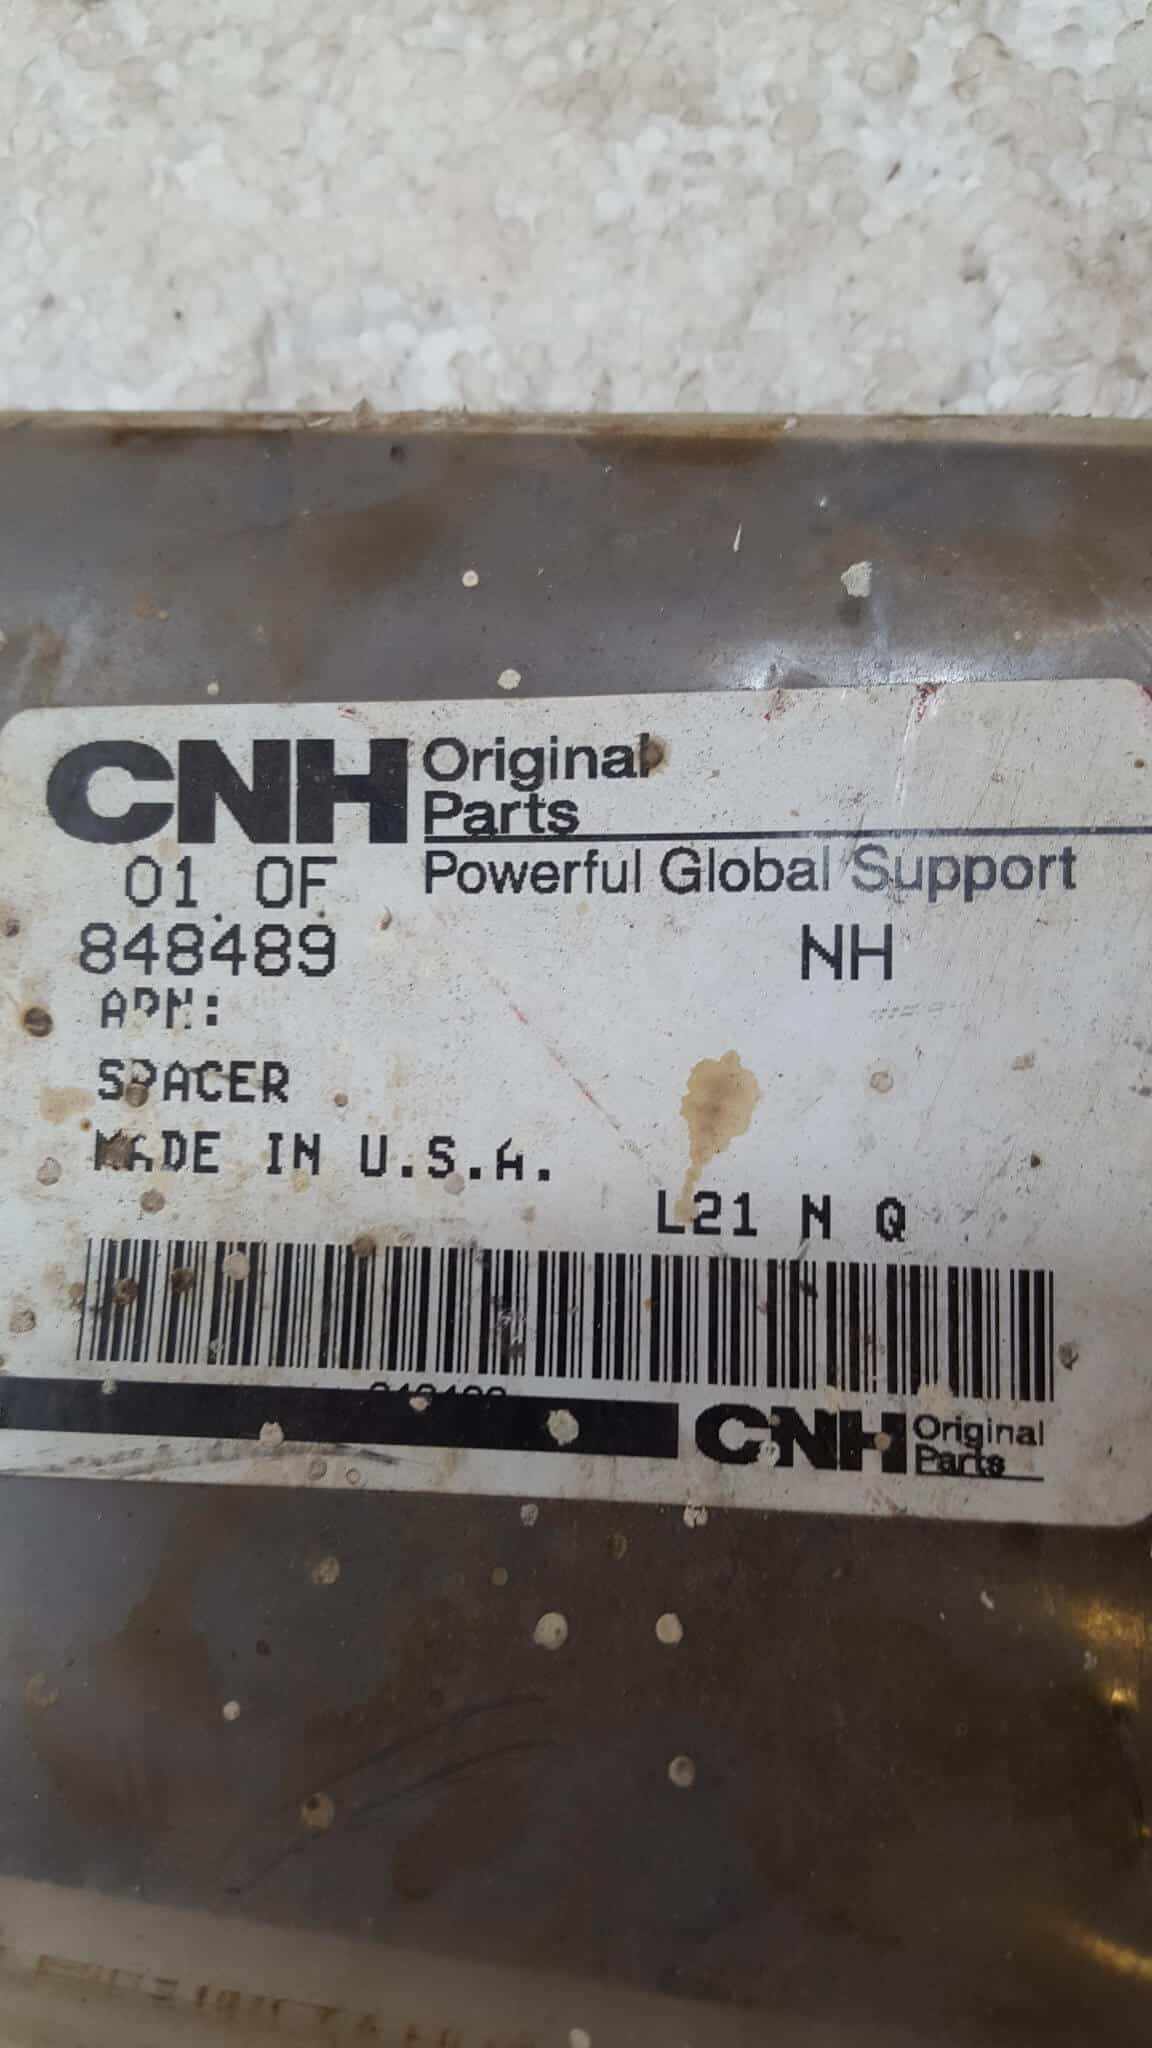 CNH Original
Parts
Powerful Global Support
01 OF
848489 NH
APN:
SPACER
MADE IN U.S.A.
L21 N Q
CNH Original
Parts